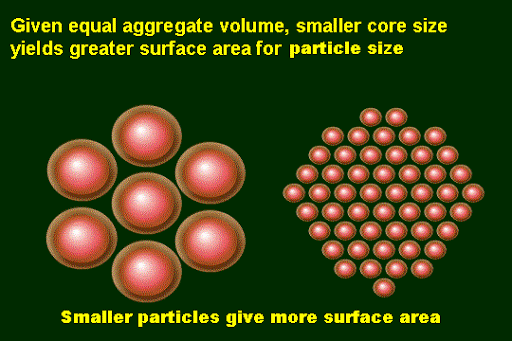 Given equal aggregate volume, smaller core size
yields greater surface area for particle size
Smaller particles give more surface area